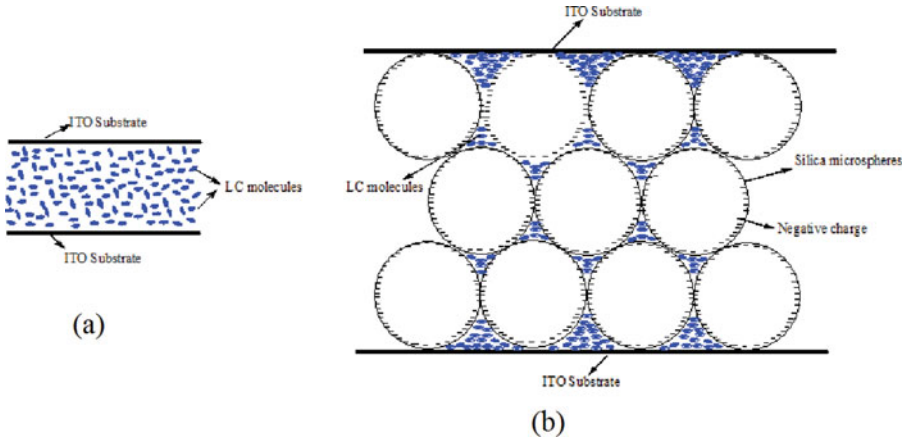 ITO Substrate
LC molecules
ITO Substrate
(a)
ITO Substrate
LC molecules
Silica microspheres
Negative charge
ITO Substrate
(b)